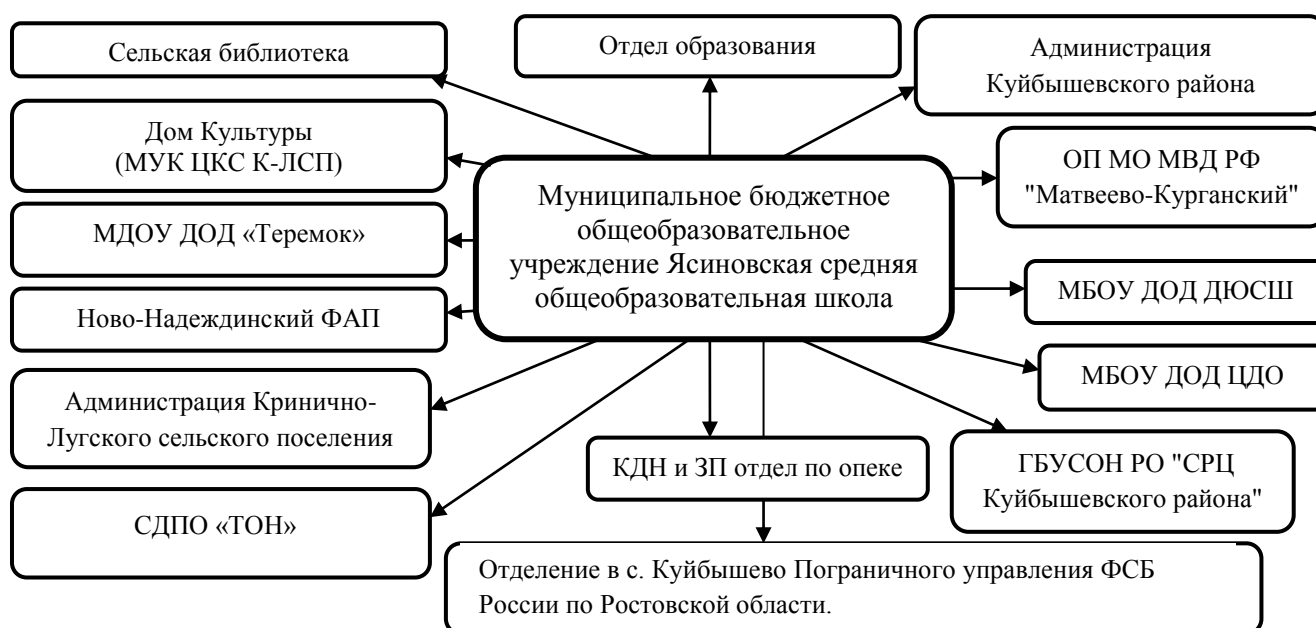 Сельская библиотека
Отдел образования
Администрация
Куйбышевского района
Дом Культуры
(МУК ЦКС К-ЛСП)
ОП МО МВД РФ
"Матвеево-Курганский"
Муниципальное бюджетное
общеобразовательное
учреждение Ясиновская средняя
общеобразовательная школа
МДОУ ДОД «Теремок»
МБОУ ДОД ДЮСШ
Ново-Надеждинский ФАП
МБОУ ДОД ЦДО
Администрация Кринично-
Лугского сельского поселения
КДН и ЗП отдел по опеке
ГБУСОН РО "СРЦ
Куйбышевского района"
СДПО «ТОН»
Отделение в с. Куйбышево Пограничного управления ФСБ
России по Ростовской области.